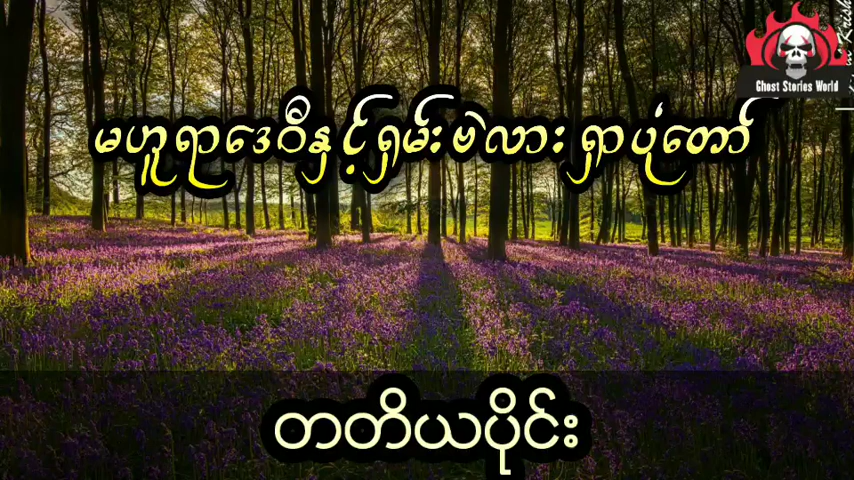 Ghost Stories World
မဟူရာဒေဝီနှင့်ရှမ်းဗဲလားရှာပုံတော်
တတိယပိုင်း